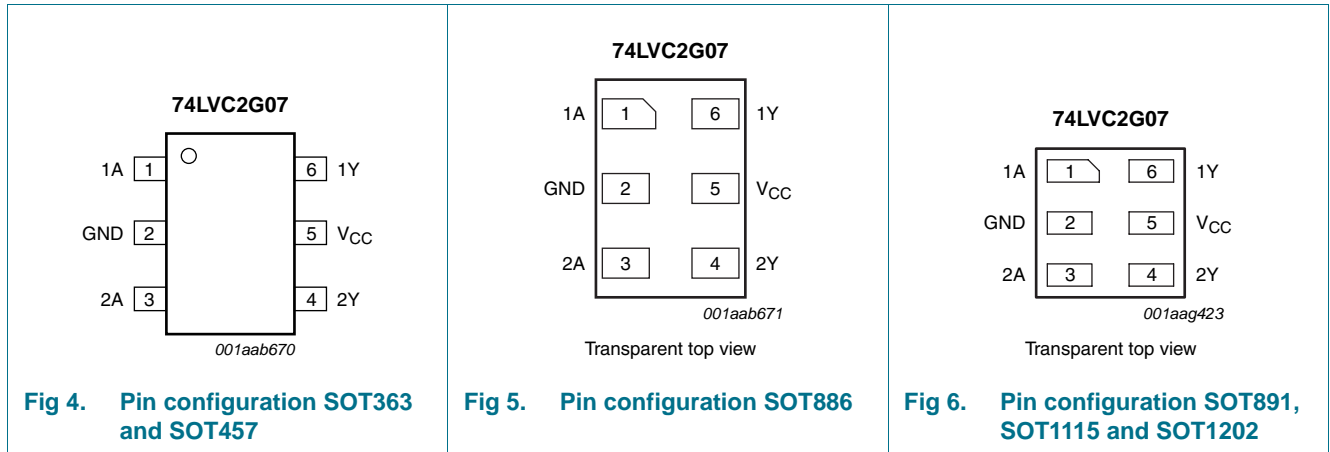 74LVC2G07
1A 1 6 1Y
GND 2 5 VCC
2A 3 4 2Y
001aab670
Fig 4. Pin configuration SOT363
and SOT457
74LVC2G07
1A 1 6 1Y
GND 2 5 VCC
2A 3 4 2Y
001aab671
Transparent top view
Fig 5. Pin configuration SOT886
74LVC2G07
1A 1 6 1Y
GND 2 5 VCC
2A 3 4 2Y
001aag423
Transparent top view
Fig 6. Pin configuration SOT891,
SOT1115 and SOT1202